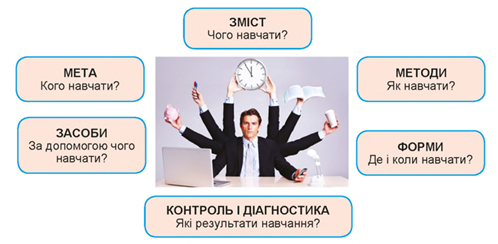 ЗМІСТ
Чого навчати?
МЕТА
Кого навчати?
МЕТОДИ
Як навчати?
ЗАСОБИ
За допомогою чого
навчати?
ФОРМИ
Де і коли навчати?
КОНТРОЛЬ І ДІАГНОСТИКА
Які результати навчання?